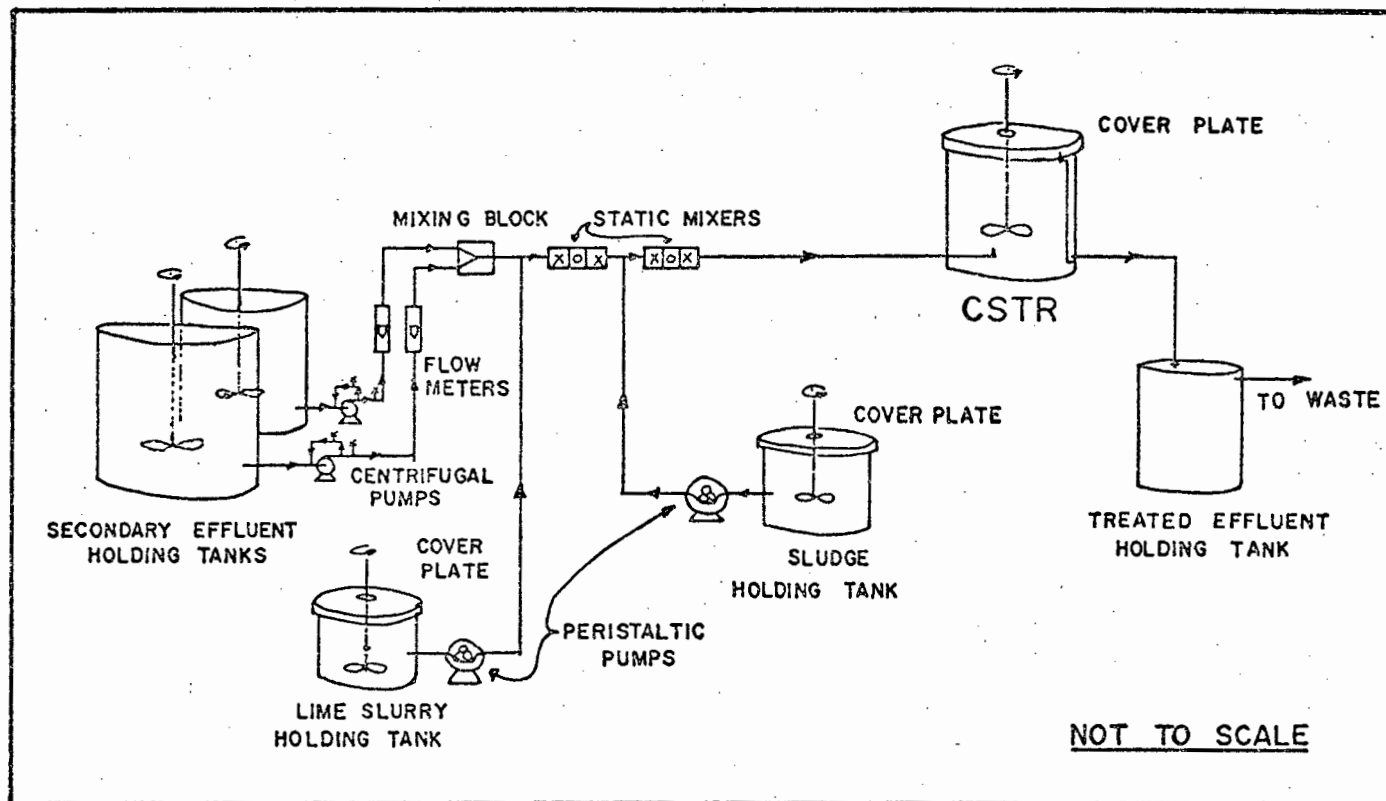 COVER PLATE
MIXING BLOCK
STATIC MIXERS
X O X
X O X
CSTR
FLOW
METERS
CENTRIFUGAL
PUMPS
COVER PLATE
TO WASTE
SECONDARY EFFLUENT
HOLDING TANKS
TREATED EFFLUENT
HOLDING TANK
SLUDGE
HOLDING TANK
COVER
PLATE
PERISTALTIC
PUMPS
LIME SLURRY
HOLDING TANK
NOT TO SCALE